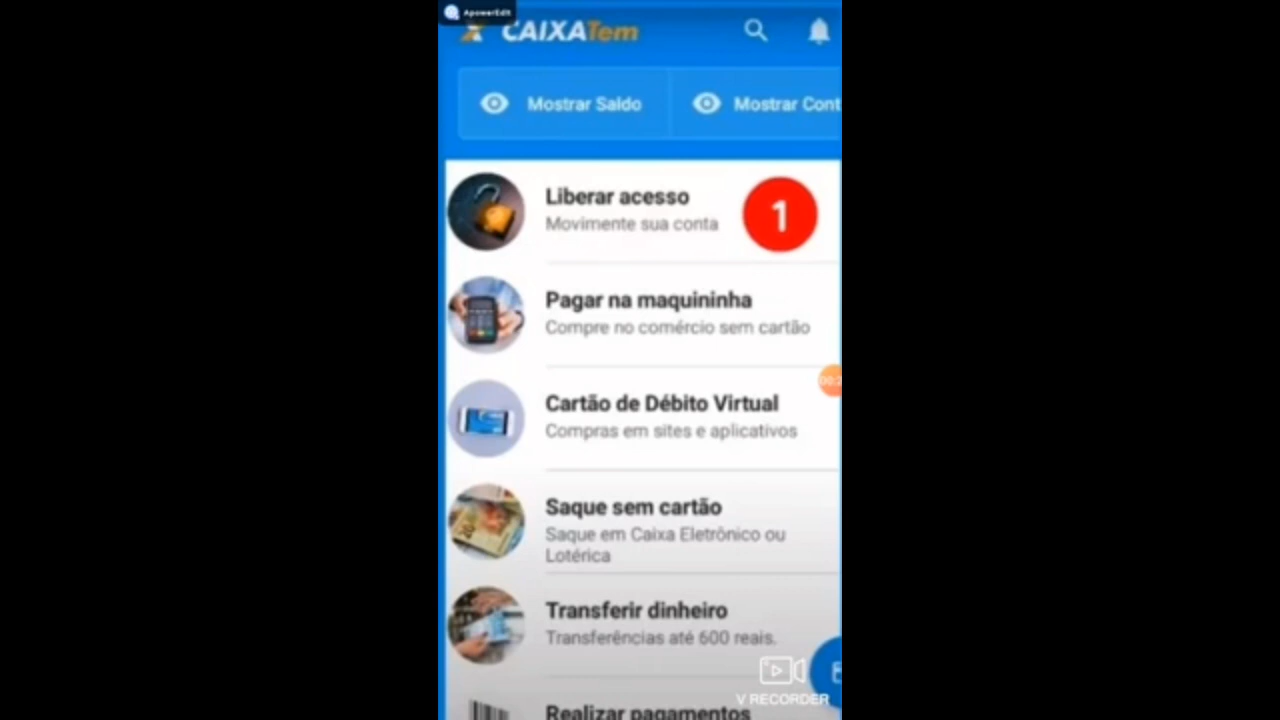 ApowerEdit
CAIXATem
Mostrar Saldo
Mostrar Cont
Liberar acesso
Movimente sua conta
1
Pagar na maquininha
Compre no comércio sem cartão
Cartão de Débito Virtual
Compras em sites e aplicativos
Saque sem cartão
Saque em Caixa Eletrônico ou
Lotérica
Transferir dinheiro
Transferências até 600 reais.
V RECORDER
Realizar pagamentos